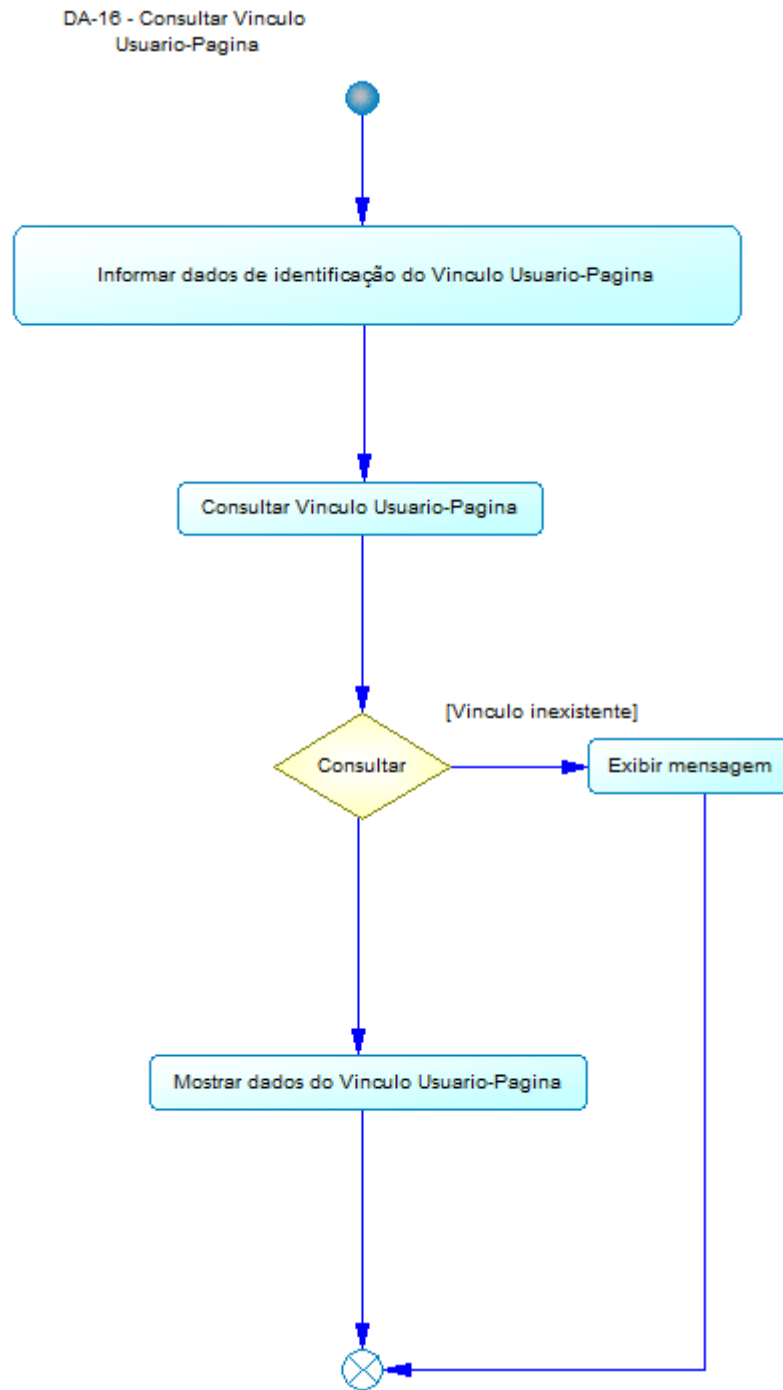 DA-16 - Consultar Vinculo
Usuario-Pagina
Informar dados de identificação do Vinculo Usuario-Pagina
Consultar Vinculo Usuario-Pagina
[Vinculo inexistente]
Consultar
Exibir mensagem
Mostrar dados do Vinculo Usuario-Pagina